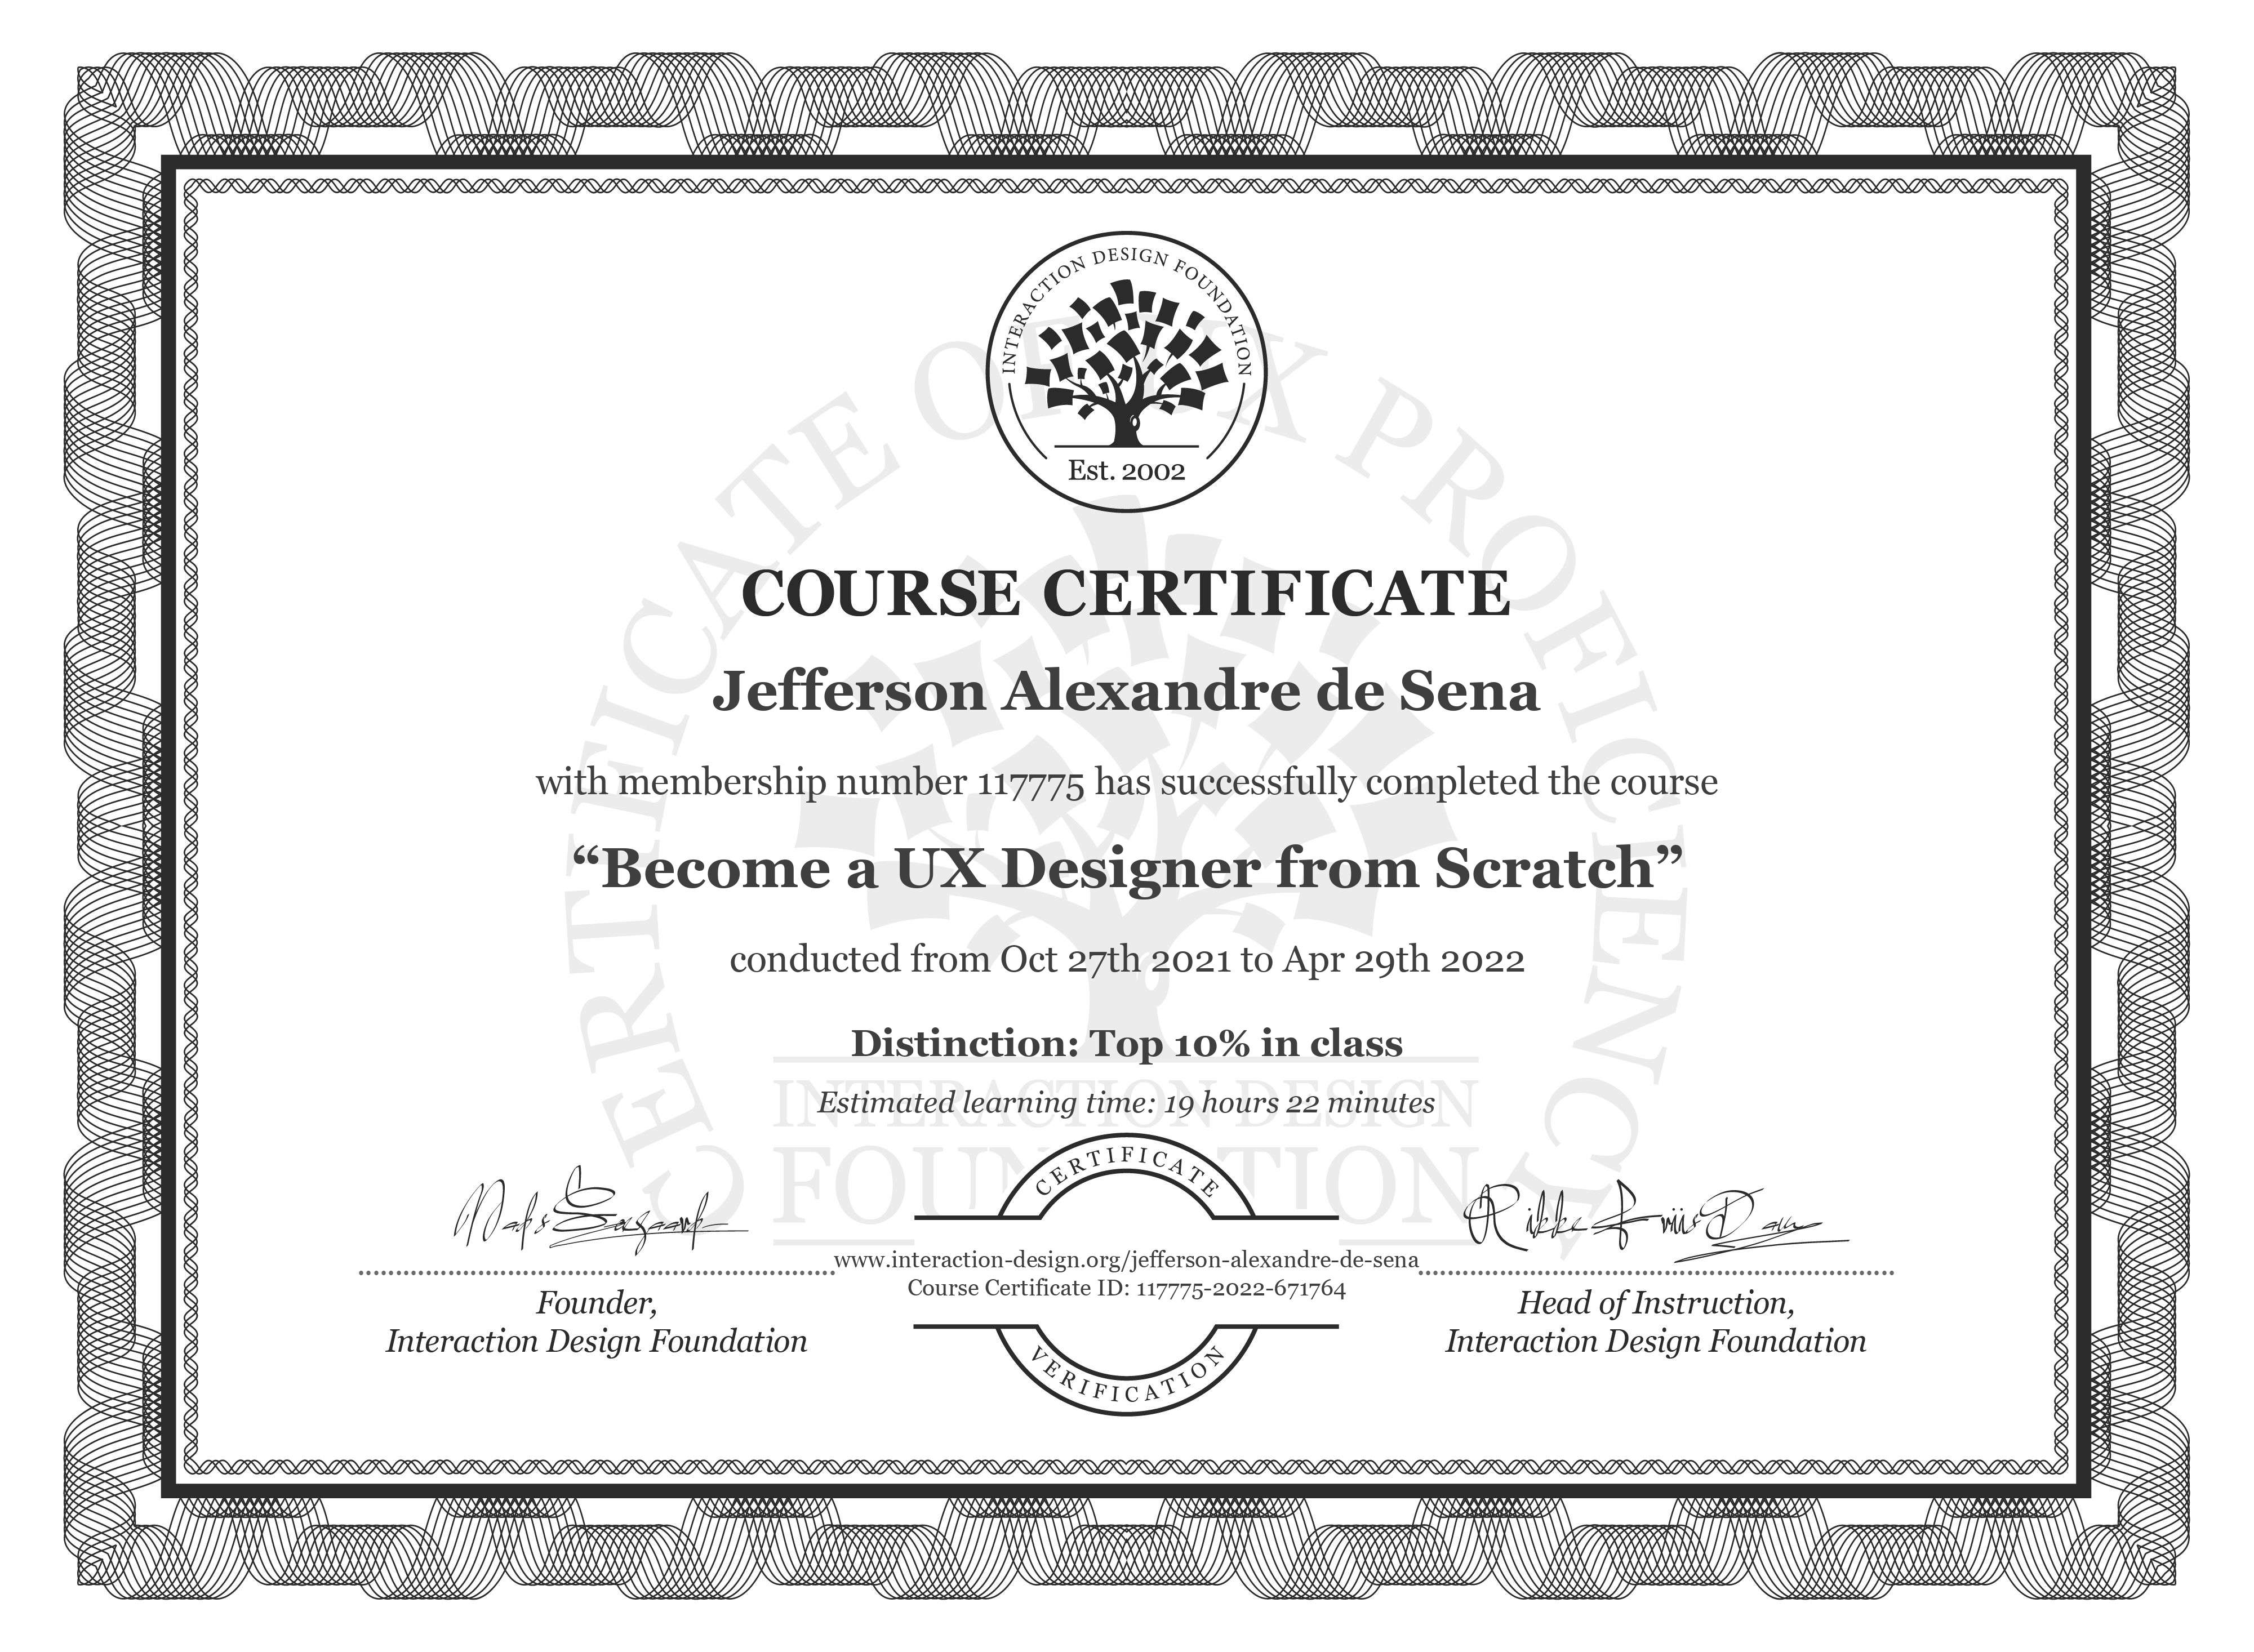 INTERACTION DESIGN FOUNDATION
Est. 2002
CERTIFICATE OF UX PROFICIENCY
COURSE CERTIFICATE
Jefferson Alexandre de Sena
with membership number 117775 has successfully completed the course
“Become a UX Designer from Scratch”
conducted from Oct 27th 2021 to Apr 29th 2022
Distinction: Top 10% in class
INTERACTION DESIGN
FOUNDATION
Estimated learning time: 19 hours 22 minutes
CERTIFICATE
www.interaction-design.org/jefferson-alexandre-de-sena
Course Certificate ID: 117775-2022-671764
VERIFICATION
Mads Soegaard
Founder,
Interaction Design Foundation
Rikke Friis Dam
Head of Instruction,
Interaction Design Foundation